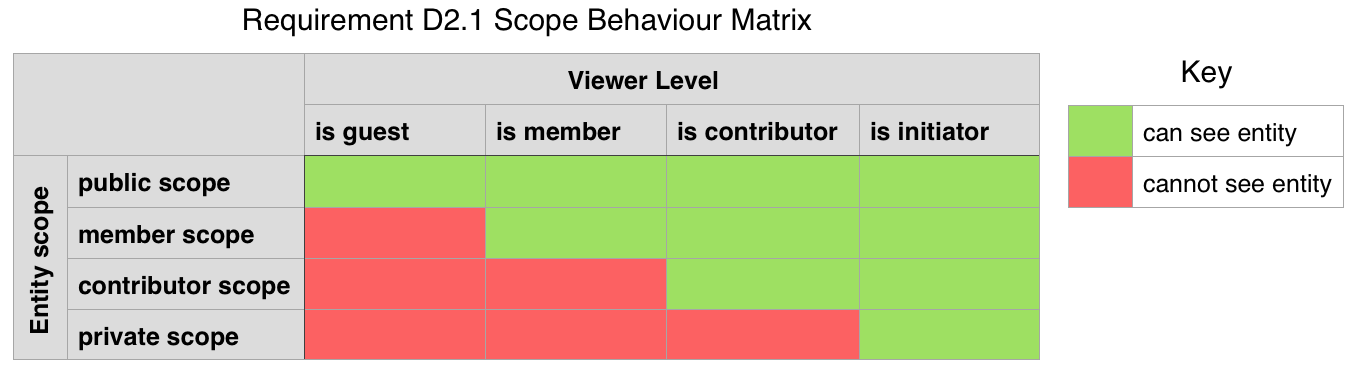 Requirement D2.1 Scope Behaviour Matrix
Key
Viewer Level
is guest is member is contributor is initiator
can see entity
cannot see entity
Entity scope
public scope
member scope
contributor scope
private scope